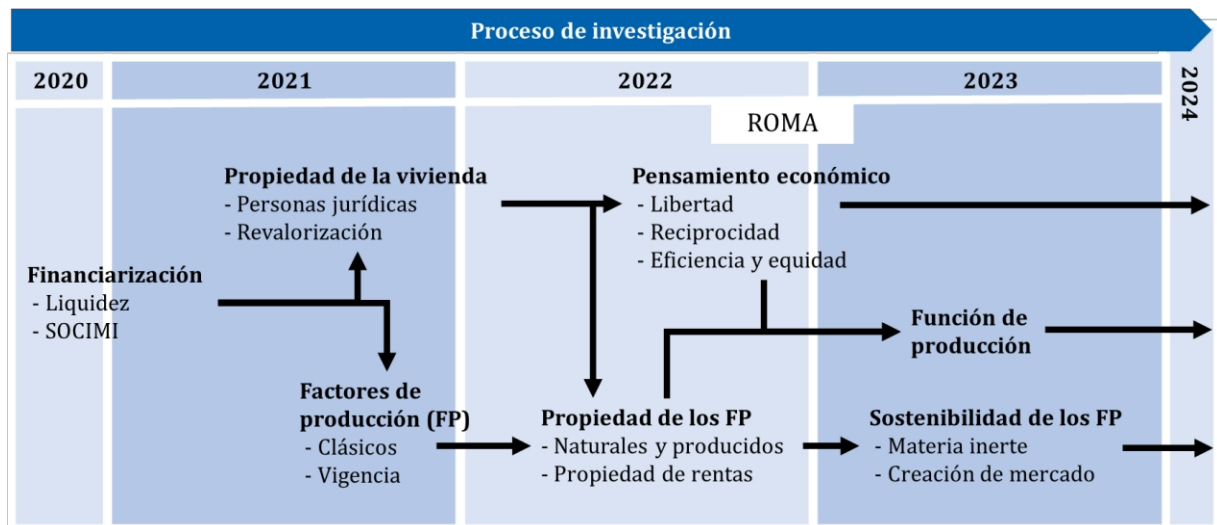 Proceso de investigación
2020
2021
2022
2023
2024
ROMA
Propiedad de la vivienda
- Personas jurídicas
- Revalorización
Pensamiento económico
- Libertad
- Reciprocidad
- Eficiencia y equidad
Financiarización
- Liquidez
- SOCIMI
Función de
producción
Factores de
producción (FP)
- Clásicos
- Vigencia
Propiedad de los FP
- Naturales y producidos
- Propiedad de rentas
Sostenibilidad de los FP
- Materia inerte
- Creación de mercado